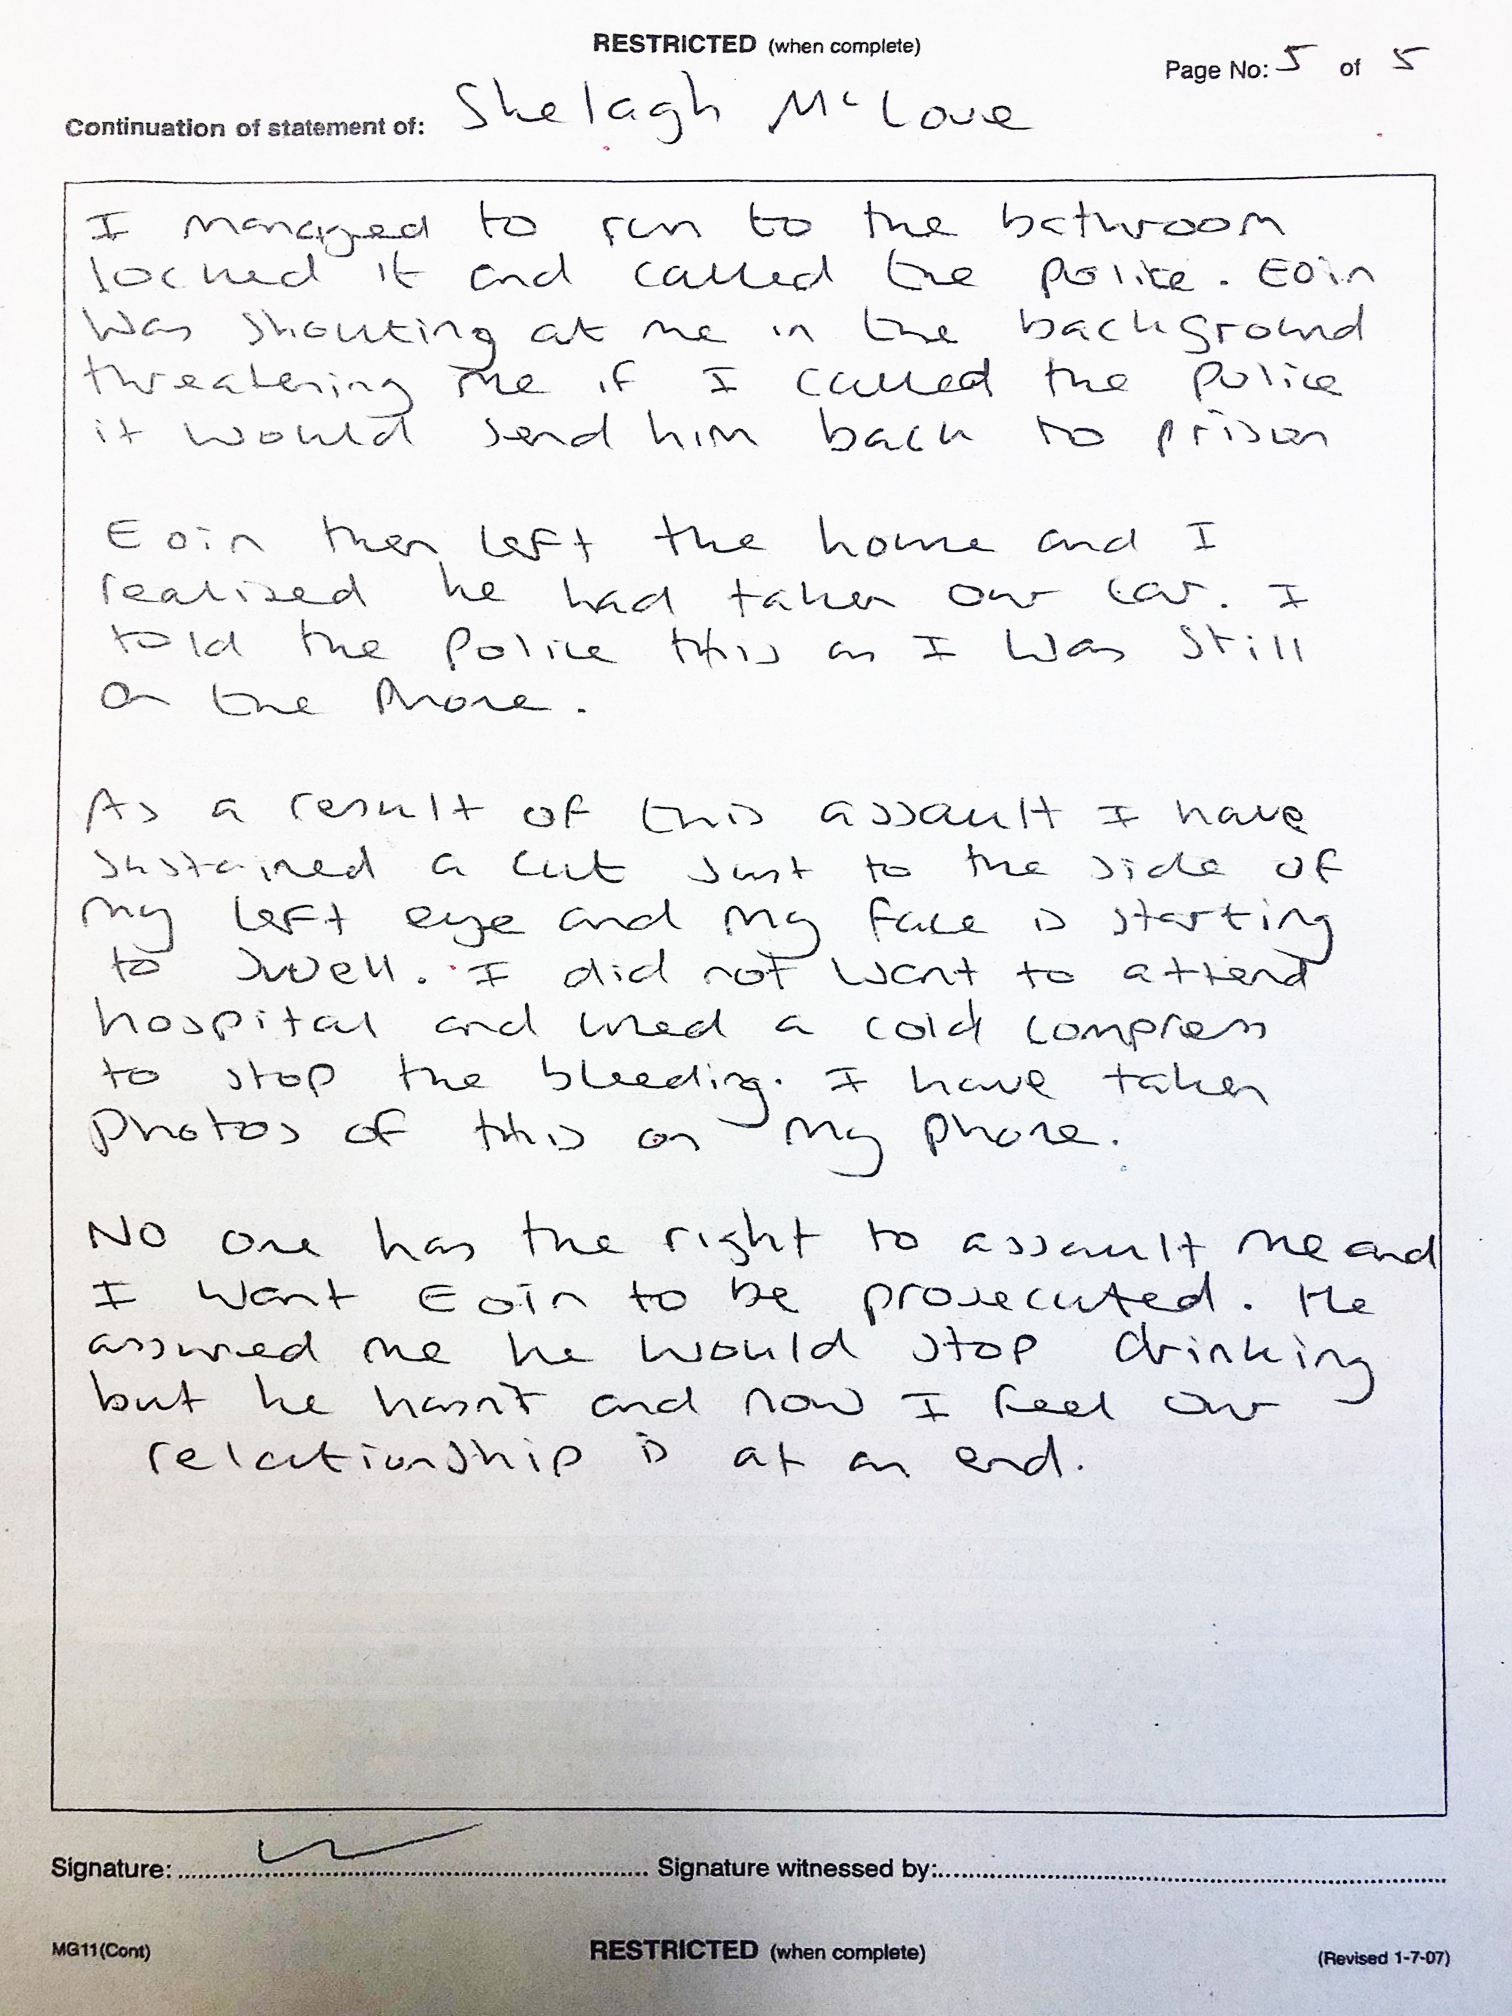 RESTRICTED (when complete)
Page No: 5 of 5
Continuation of statement of: Shelagh McLove
I managed to run to the bathroom
locked it and called the police. Eoin
was shouting at me in the background
threatening me if I called the police
it would send him back to prison
Eoin then left the home and I
realised he had taken our car. I
told the police this as I was still
on the phone.
As a result of this assault I have
sustained a cut just to the side of
my left eye and my face is starting
to swell. I did not want to attend
hospital and used a cold compress
to stop the bleeding. I have taken
photos of this on my phone.
No one has the right to assault me and
I want Eoin to be prosecuted. He
assured me he would stop drinking
but he hasn't and now I feel our
relationship is at an end.
Signature: Signature witnessed by:
MG11(Cont) RESTRICTED (when complete) (Revised 1-7-07)